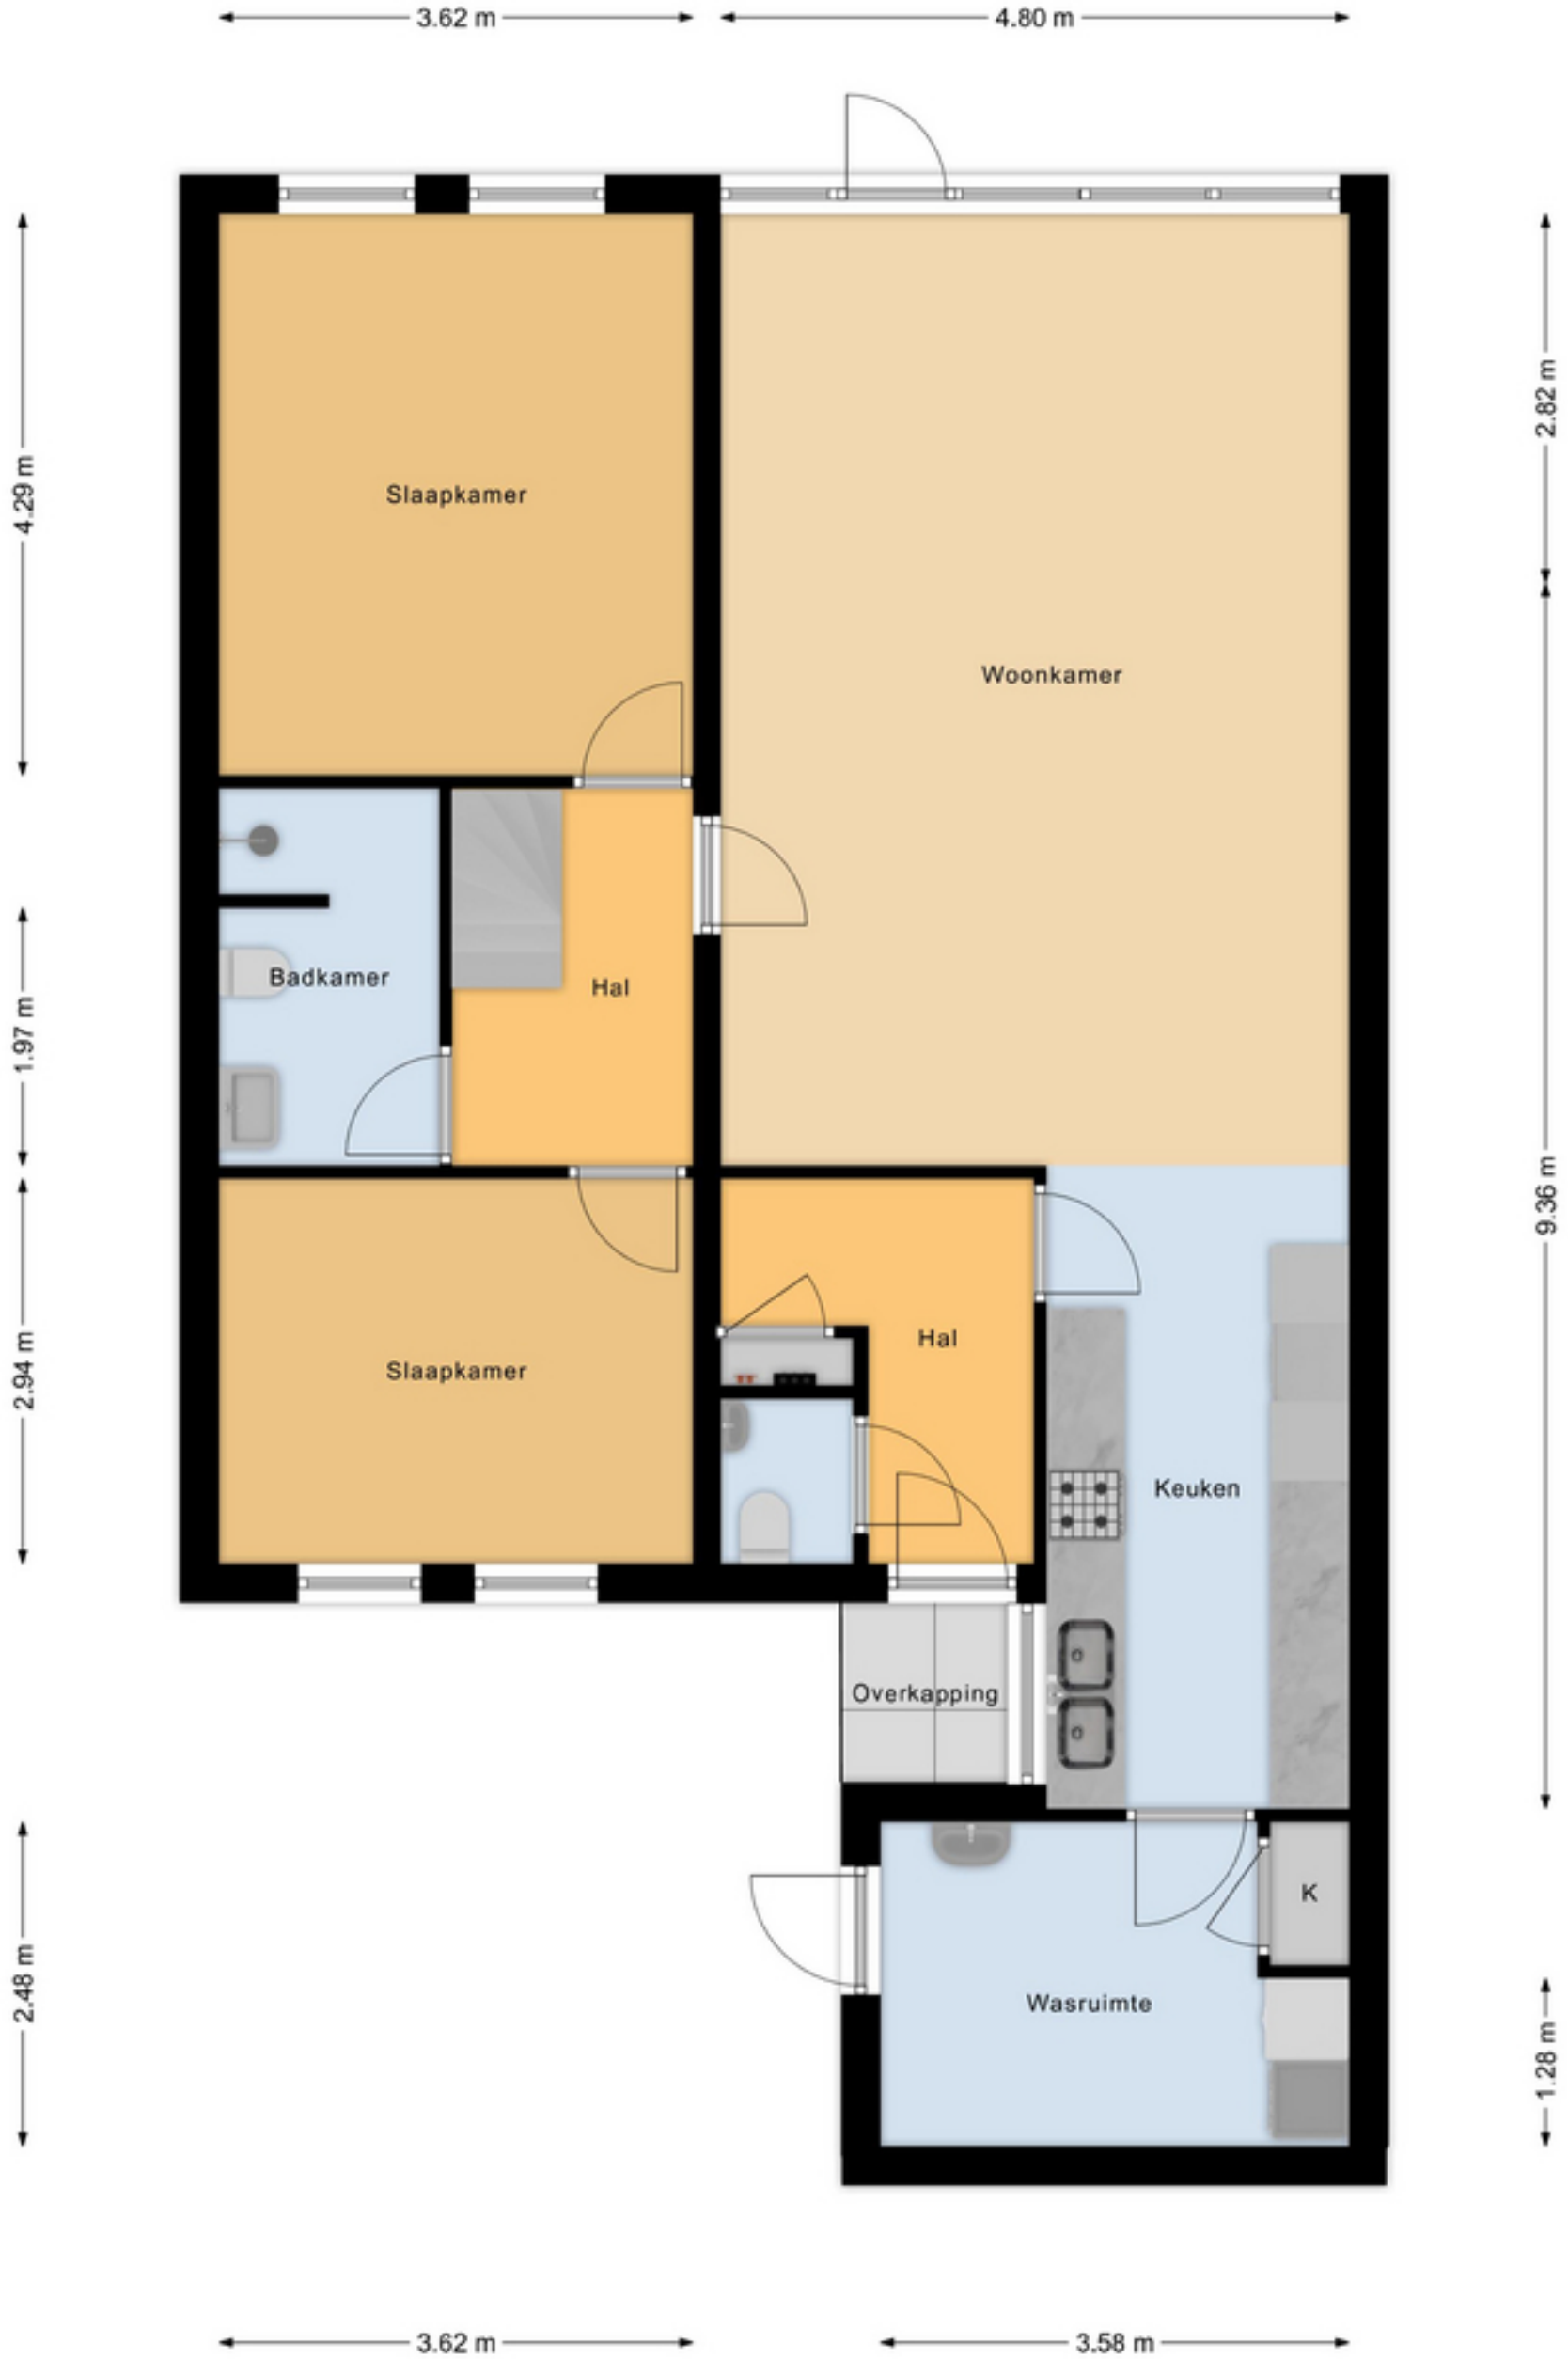 3.62 m
4.80 m
4.29 m
2.82 m
Slaapkamer
Woonkamer
Badkamer
Hal
1.97 m
9.36 m
Hal
Slaapkamer
2.94 m
Keuken
Overkapping
K
2.48 m
Wasruimte
1.28 m
3.62 m
3.58 m